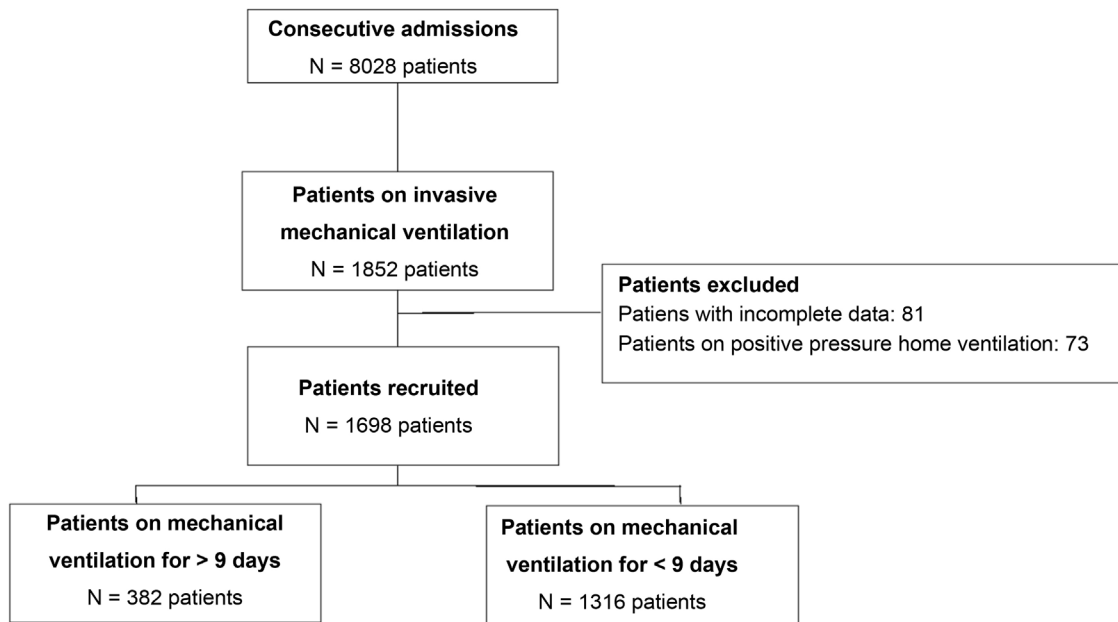 Consecutive admissions
N = 8028 patients
Patients on invasive
mechanical ventilation
N = 1852 patients
Patients excluded
Patiens with incomplete data: 81
Patients on positive pressure home ventilation: 73
Patients recruited
N = 1698 patients
Patients on mechanical
ventilation for > 9 days
N = 382 patients
Patients on mechanical
ventilation for < 9 days
N = 1316 patients